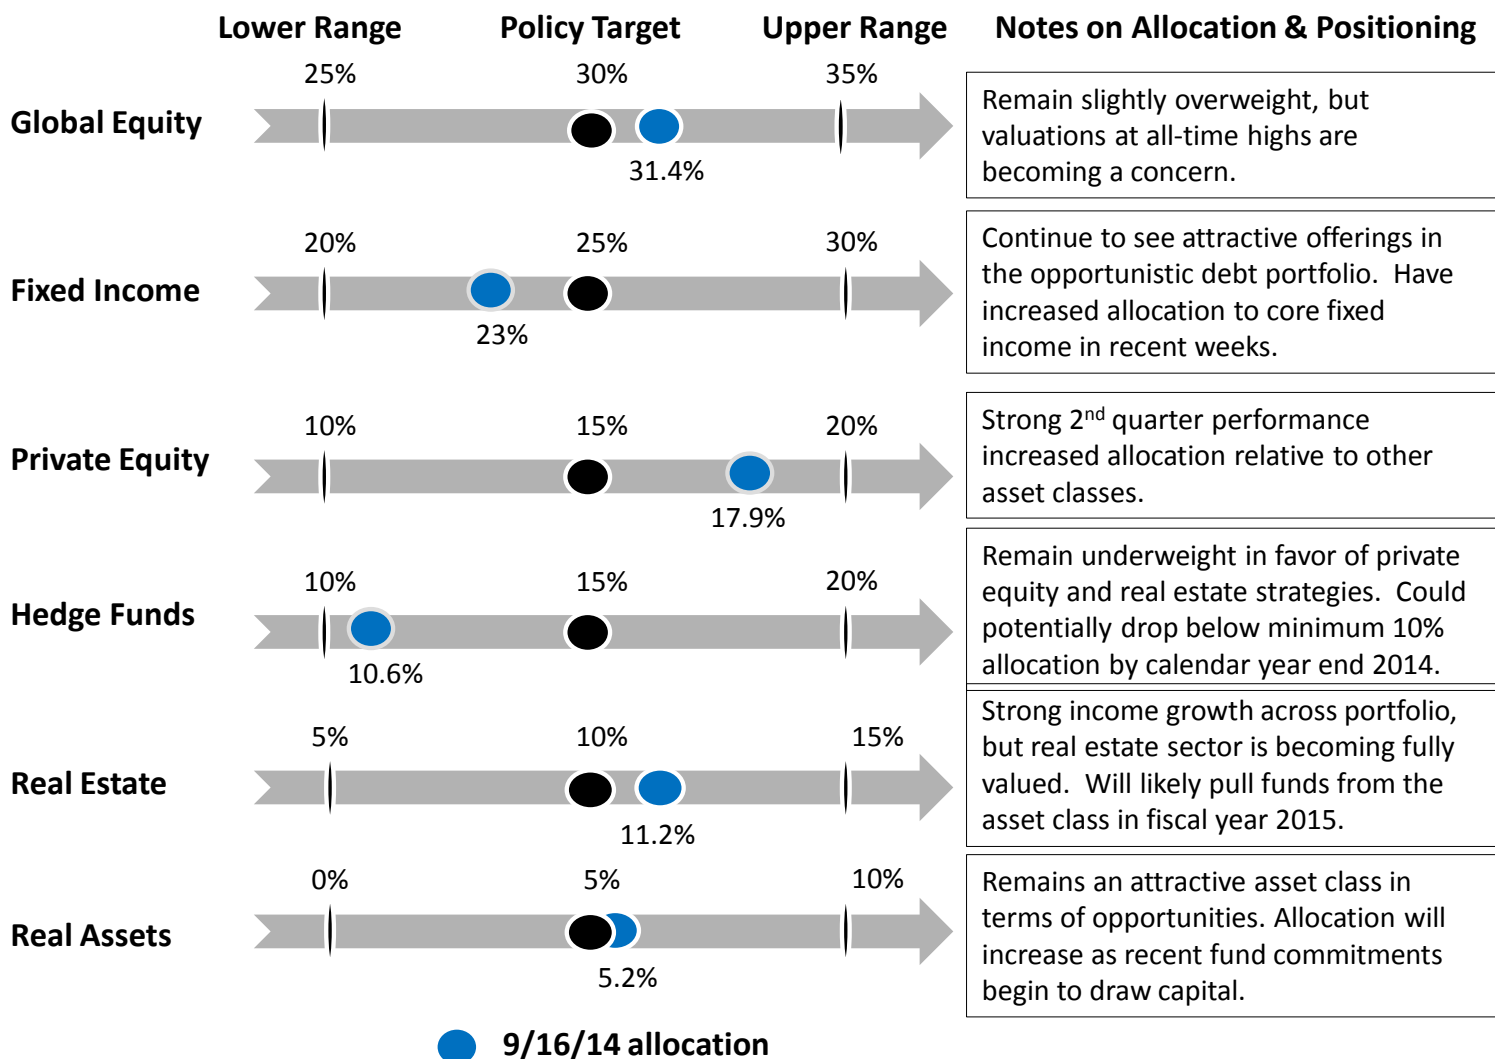 Lower Range Policy Target Upper Range Notes on Allocation & Positioning
25% 30% 35%
Global Equity
31.4%
Remain slightly overweight, but
valuations at all-time highs are
becoming a concern.
20% 25% 30%
Fixed Income
23%
Continue to see attractive offerings in
the opportunistic debt portfolio.  Have
increased allocation to core fixed
income in recent weeks.
10% 15% 20%
Private Equity
17.9%
Strong 2nd quarter performance
increased allocation relative to other
asset classes.
10% 15% 20%
Hedge Funds
10.6%
Remain underweight in favor of private
equity and real estate strategies.  Could
potentially drop below minimum 10%
allocation by calendar year end 2014.
5% 10% 15%
Real Estate
11.2%
Strong income growth across portfolio,
but real estate sector is becoming fully
valued.  Will likely pull funds from the
asset class in fiscal year 2015.
0% 5% 10%
Real Assets
5.2%
Remains an attractive asset class in
terms of opportunities. Allocation will
increase as recent fund commitments
begin to draw capital.
9/16/14 allocation